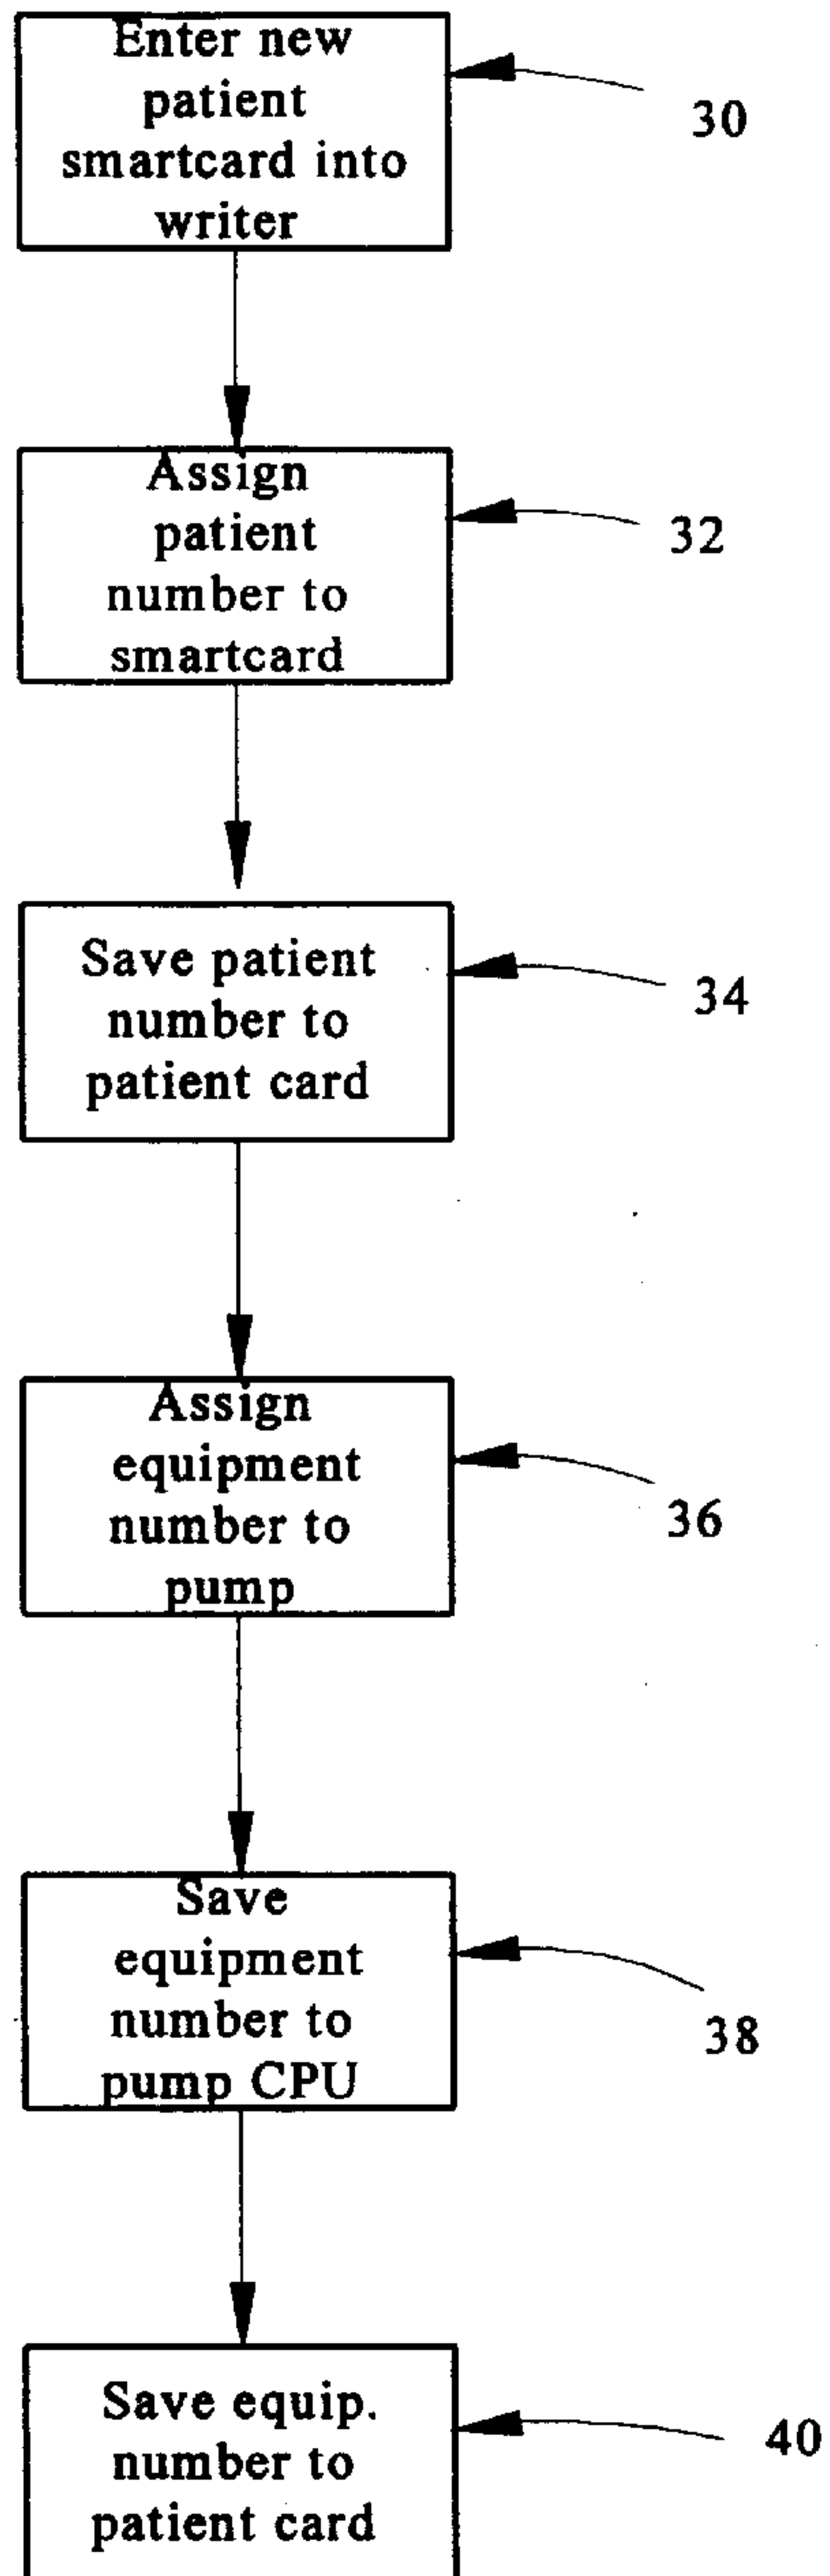 Enter new
patient
smartcard into
writer
30
Assign
patient
number to
smartcard
32
Save patient
number to
patient card
34
Assign
equipment
number to
pump
36
Save
equipment
number to
pump CPU
38
Save equip.
number to
patient card
40